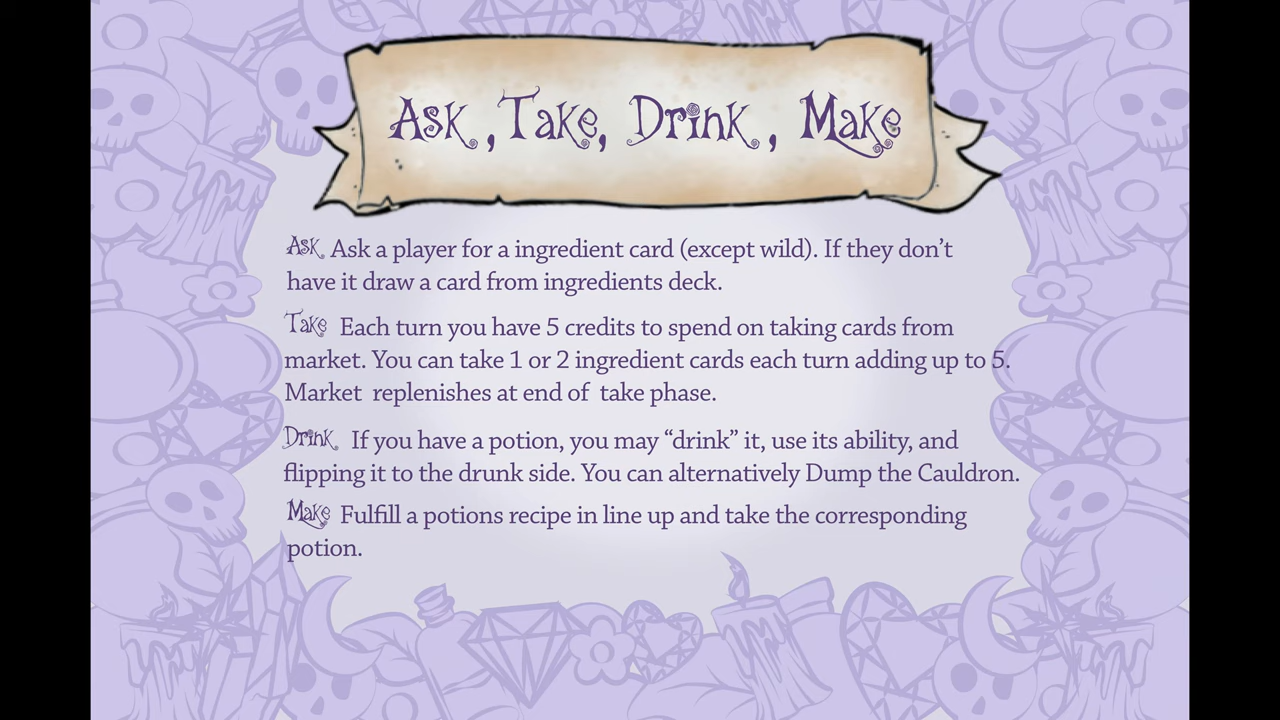 Ask, Take, Drink, Make
Ask Ask a player for a ingredient card (except wild). If they don’t
have it draw a card from ingredients deck.
Take Each turn you have 5 credits to spend on taking cards from
market. You can take 1 or 2 ingredient cards each turn adding up to 5.
Market replenishes at end of take phase.
Drink If you have a potion, you may “drink” it, use its ability, and
flipping it to the drunk side. You can alternatively Dump the Cauldron.
Make Fulfill a potions recipe in line up and take the corresponding
potion.